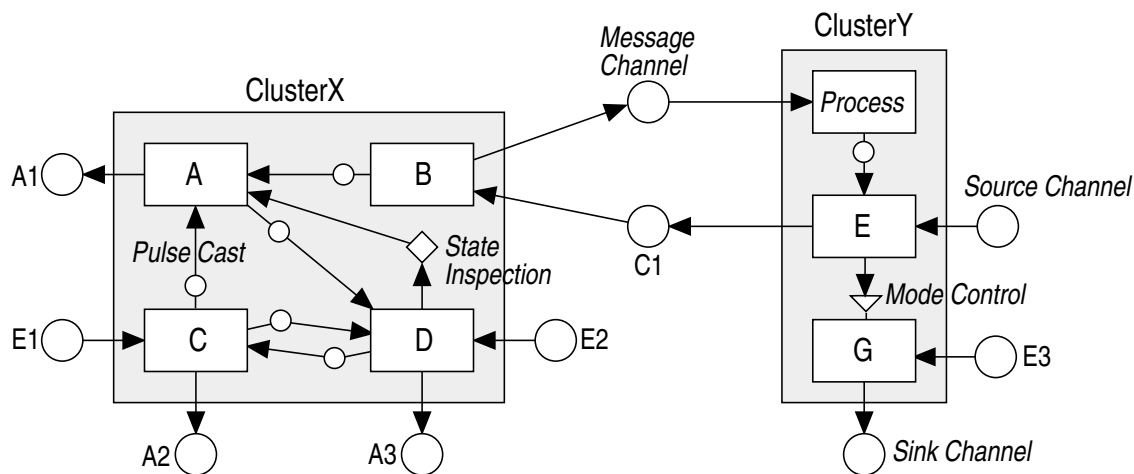 ClusterY
Message
Channel
ClusterX
Process
A1
A
B
Source Channel
E
Pulse Cast
State
Inspection
C1
Mode Control
E1
C
D
E2
G
E3
A2
A3
Sink Channel